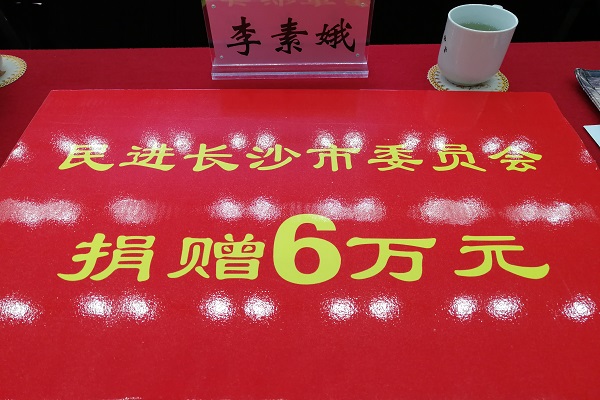 李素娥
民进长沙市委员会
捐赠6万元